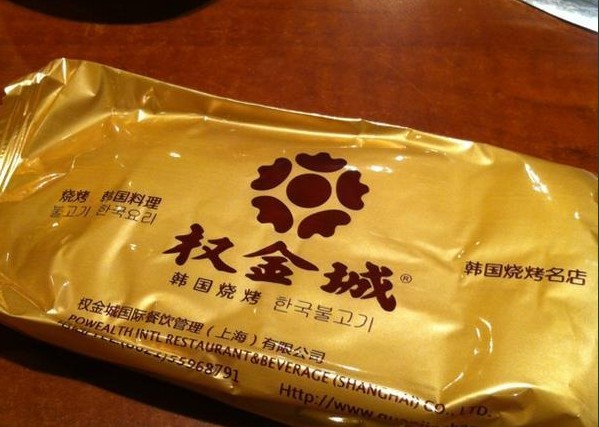 烧烤 韩国料理
불고기 한국요리
权金城®
韩国烧烤 한국불고기
韩国烧烤名店
权金城国际餐饮管理（上海）有限公司
POWEALTH INTL RESTAURANT&BEVERAGE (SHANGHAI) CO., LTD.
55968791
Http://www.